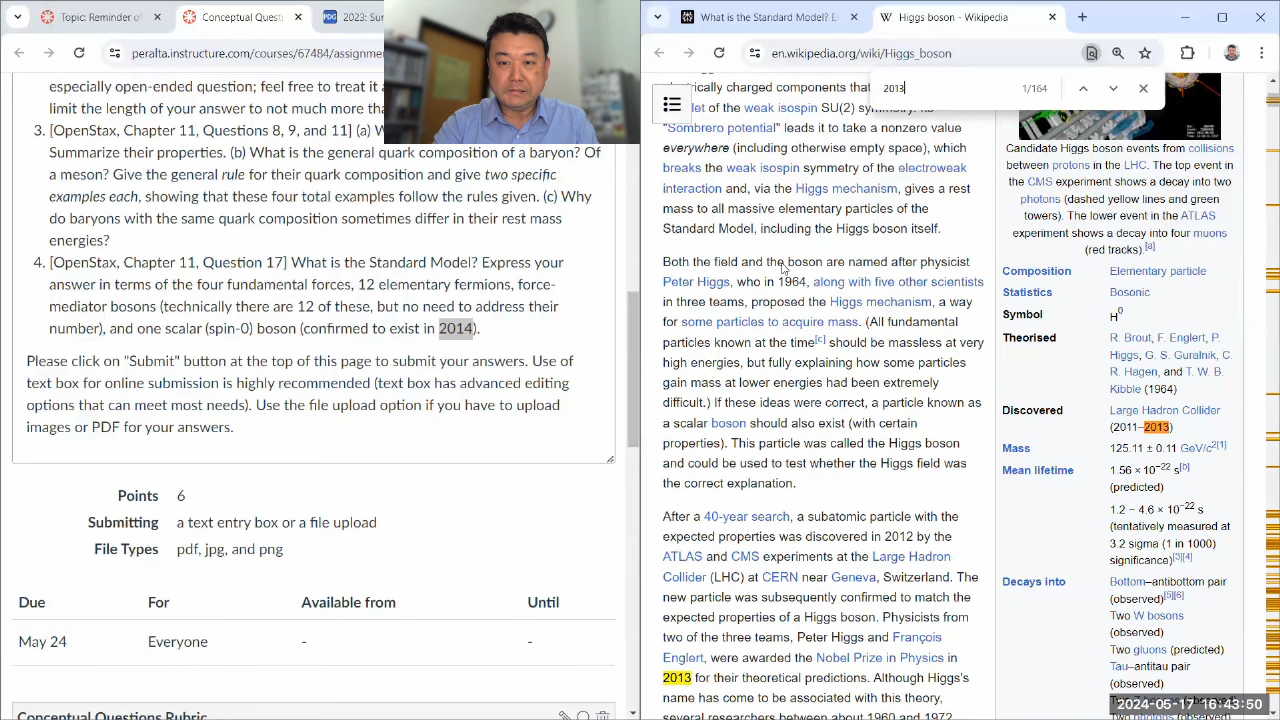 Topic Reminder of
Conceptual Quest
2023: Sum
peralta.instructure.com/courses/67484/assignme
especially open-ended question; feel free to treat it a
limit the length of your answer to not much more tha
3. [OpenStax, Chapter 11, Questions 8, 9, and 11] (a) W
Summarize their properties. (b) What is the general quark composition of a baryon? Of
a meson? Give the general rule for their quark composition and give two specific
examples each, showing that these four total examples follow the rules given. (c) Why
do baryons with the same quark composition sometimes differ in their rest mass
energies?
4. [OpenStax, Chapter 11, Question 17] What is the Standard Model? Express your
answer in terms of the four fundamental forces, 12 elementary fermions, force-
mediator bosons (technically there are 12 of these, but no need to address their
number), and one scalar (spin-0) boson (confirmed to exist in 2014).
Please click on "Submit" button at the top of this page to submit your answers. Use of
text box for online submission is highly recommended (text box has advanced editing
options that can meet most needs). Use the file upload option if you have to upload
images or PDF for your answers.
Points 6
Submitting a text entry box or a file upload
File Types pdf, jpg, and png
Due For Available from Until
May 24 Everyone - -
Conceptual Questions Rubric
What is the Standard Model? E
Higgs boson - Wikipedia
en.wikipedia.org/wiki/Higgs_boson
2013 1/164
of the weak isospin SU(2) symmetry. Its
"Sombrero potential" leads it to take a nonzero value
everywhere (including otherwise empty space), which
breaks the weak isospin symmetry of the electroweak
interaction and, via the Higgs mechanism, gives a rest
mass to all massive elementary particles of the
Standard Model, including the Higgs boson itself.
Both the field and the boson are named after physicist
Peter Higgs, who in 1964, along with five other scientists
in three teams, proposed the Higgs mechanism, a way
for some particles to acquire mass. (All fundamental
particles known at the time[c] should be massless at very
high energies, but fully explaining how some particles
gain mass at lower energies had been extremely
difficult.) If these ideas were correct, a particle known as
a scalar boson should also exist (with certain
properties). This particle was called the Higgs boson
and could be used to test whether the Higgs field was
the correct explanation.
After a 40-year search, a subatomic particle with the
expected properties was discovered in 2012 by the
ATLAS and CMS experiments at the Large Hadron
Collider (LHC) at CERN near Geneva, Switzerland. The
new particle was subsequently confirmed to match the
expected properties of a Higgs boson. Physicists from
two of the three teams, Peter Higgs and François
Englert, were awarded the Nobel Prize in Physics in
2013 for their theoretical predictions. Although Higgs's
name has come to be associated with this theory,
several researchers between about 1960 and 1972
Candidate Higgs boson events from collisions
between protons in the LHC. The top event in
the CMS experiment shows a decay into two
photons (dashed yellow lines and green
towers). The lower event in the ATLAS
experiment shows a decay into four muons
(red tracks).[a]
Composition Elementary particle
Statistics Bosonic
Symbol H0
Theorised R. Brout, F. Englert, P.
Higgs, G. S. Guralnik, C.
R. Hagen, and T. W. B.
Kibble (1964)
Discovered Large Hadron Collider
(2011–2013)
Mass 125.11 ± 0.11 GeV/c2[1]
Mean lifetime 1.56 × 10−22 s[b]
(predicted)
1.2 ~ 4.6 × 10−22 s
(tentatively measured at
3.2 sigma (1 in 1000)
significance)[3][4]
Decays into Bottom–antibottom pair
(observed)[5][6]
Two W bosons
(observed)
Two gluons (predicted)
Tau–antitau pair
(observed)
2024-05-17 16:43:50